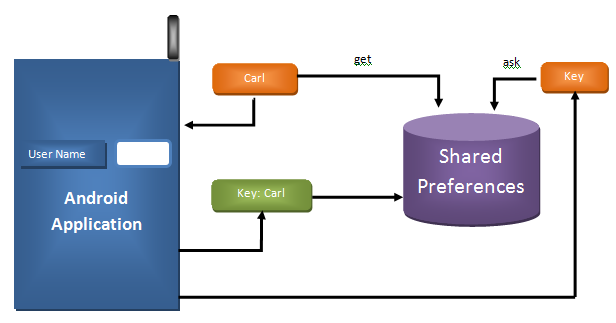 get
ask
Carl
Key
User Name
Shared
Preferences
Key: Carl
Android
Application